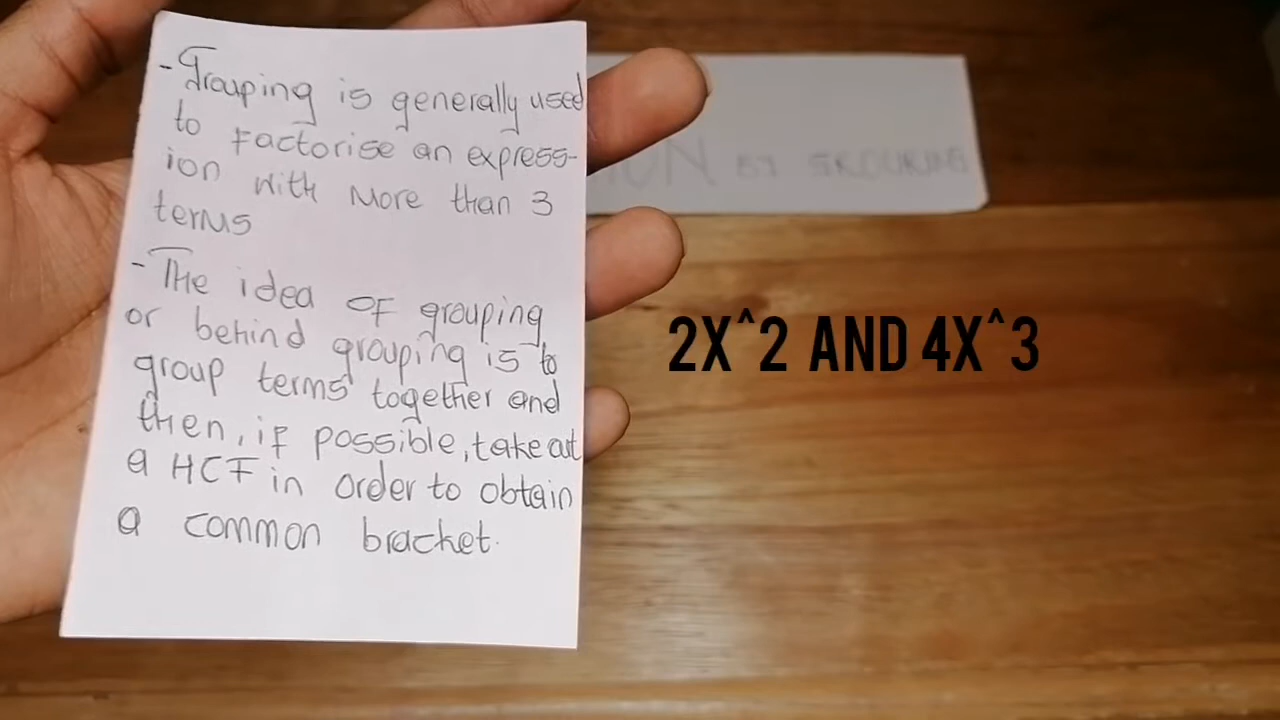 - Grouping is generally used
to Factorise an express-
ion with More than 3
terms
- The idea OF grouping
or behind grouping is to
group terms together and
then, if possible, take out
a HCF in order to obtain
a common bracket.
BY GROUPING
2X^2 AND 4X^3